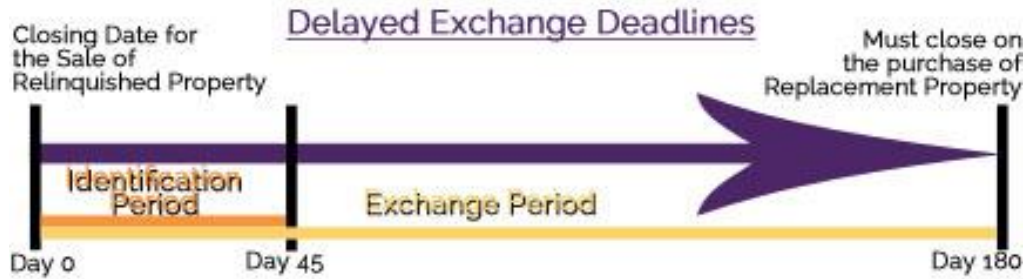 Delayed Exchange Deadlines
Closing Date for
the Sale of
Relinquished Property
Must close on
the purchase of
Replacement Property
Identification
Period
Exchange Period
Day 0
Day 45
Day 180